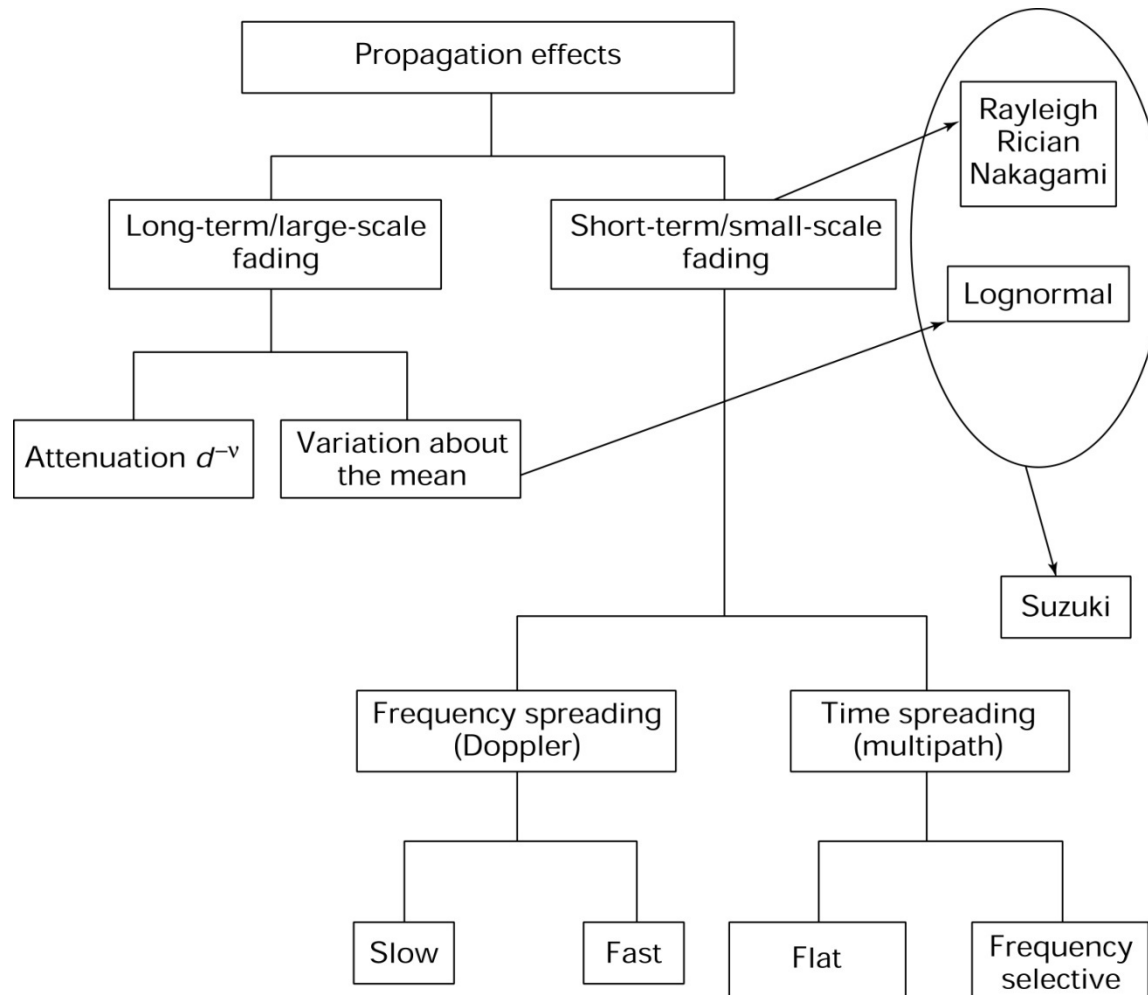 Propagation effects
Rayleigh
Rician
Nakagami
Long-term/large-scale
fading
Short-term/small-scale
fading
Lognormal
Attenuation d⁻ᵛ
Variation about
the mean
Suzuki
Frequency spreading
(Doppler)
Time spreading
(multipath)
Slow
Fast
Flat
Frequency
selective